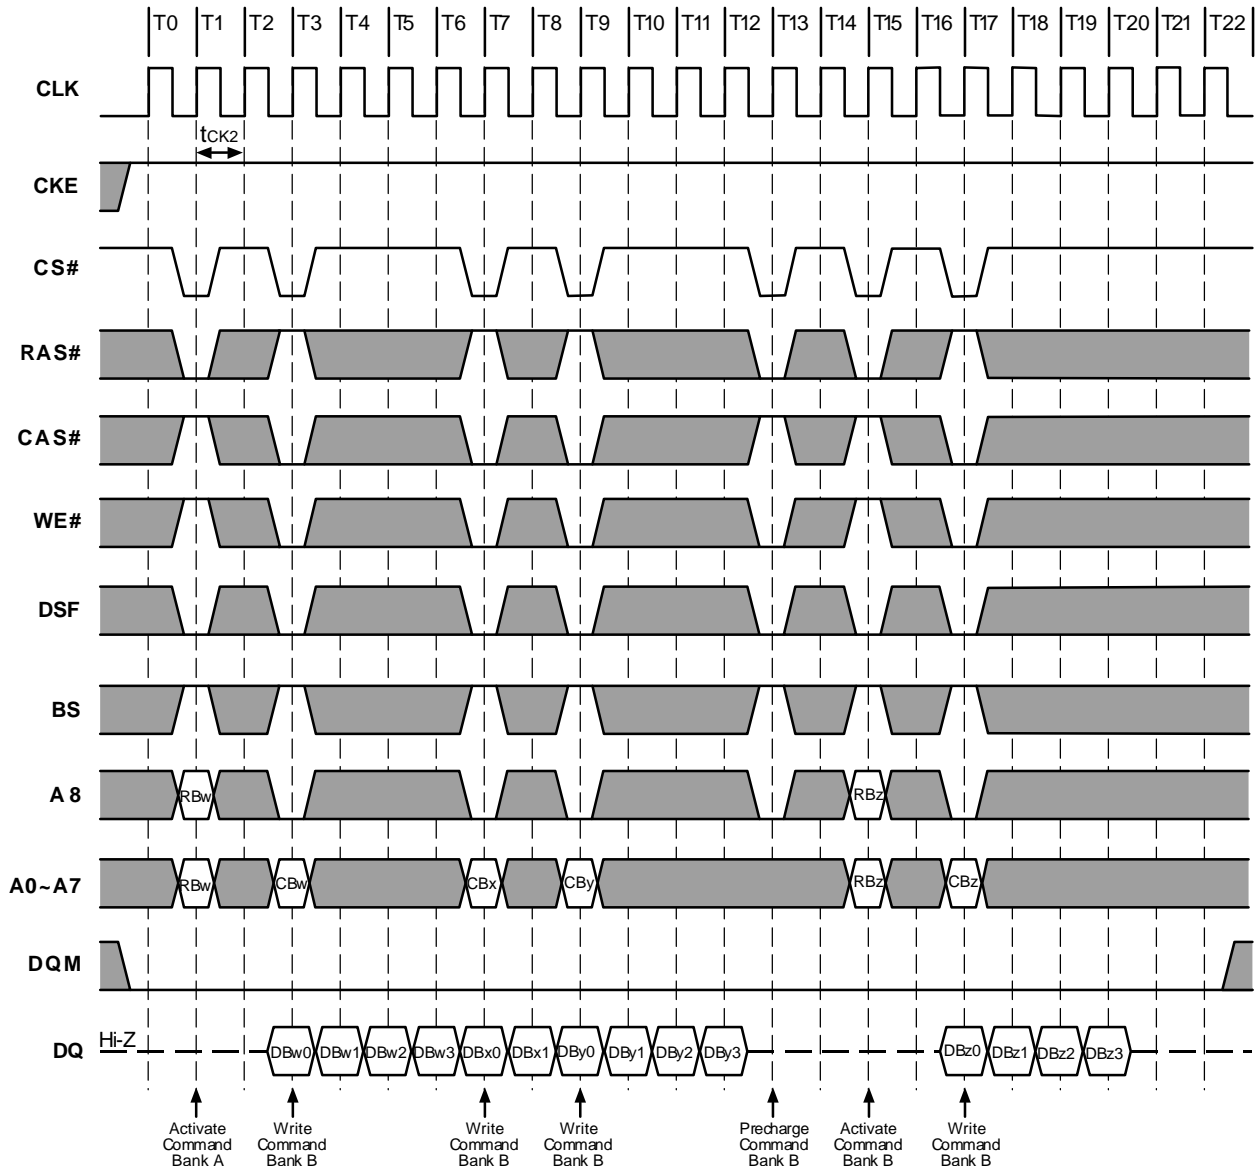 T0 T1 T2 T3 T4 T5 T6 T7 T8 T9 T10 T11 T12 T13 T14 T15 T16 T17 T18 T19 T20 T21 T22
CLK
tCK2
CKE
CS#
RAS#
CAS#
WE#
DSF
BS
A8 RBw RBz
A0~A7 RBw CBw CBx CBy RBz CBz
DQM
Hi-Z
DQ DBw0 DBw1 DBw2 DBw3 DBx0 DBx1 DBy0 DBy1 DBy2 DBy3 DBz0 DBz1 DBz2 DBz3
Activate Write Write Write Precharge Activate Write
Command Command Command Command Command Command Command
Bank A Bank B Bank B Bank B Bank B Bank B Bank B